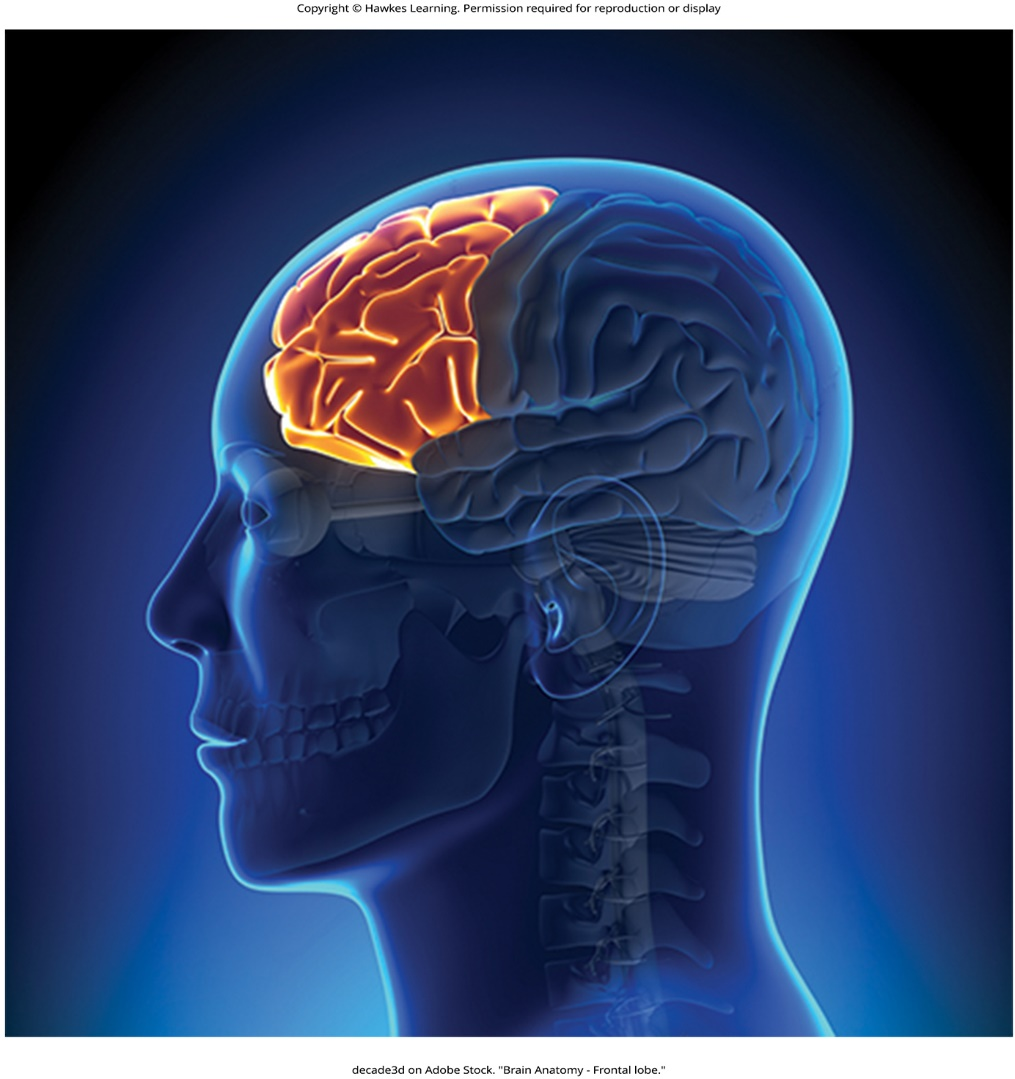 Copyright © Hawkes Learning. Permission required for reproduction or display
decade3d on Adobe Stock. "Brain Anatomy - Frontal lobe."